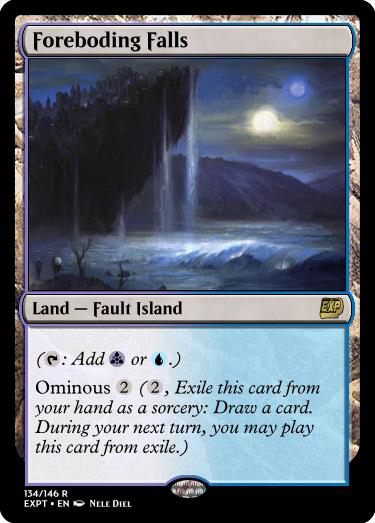 Foreboding Falls
Land — Fault Island
EXP
(: Add or .)
Ominous 2 (2, Exile this card from
your hand as a sorcery: Draw a card.
During your next turn, you may play
this card from exile.)
134/146 R
EXPT • EN Nele Diel